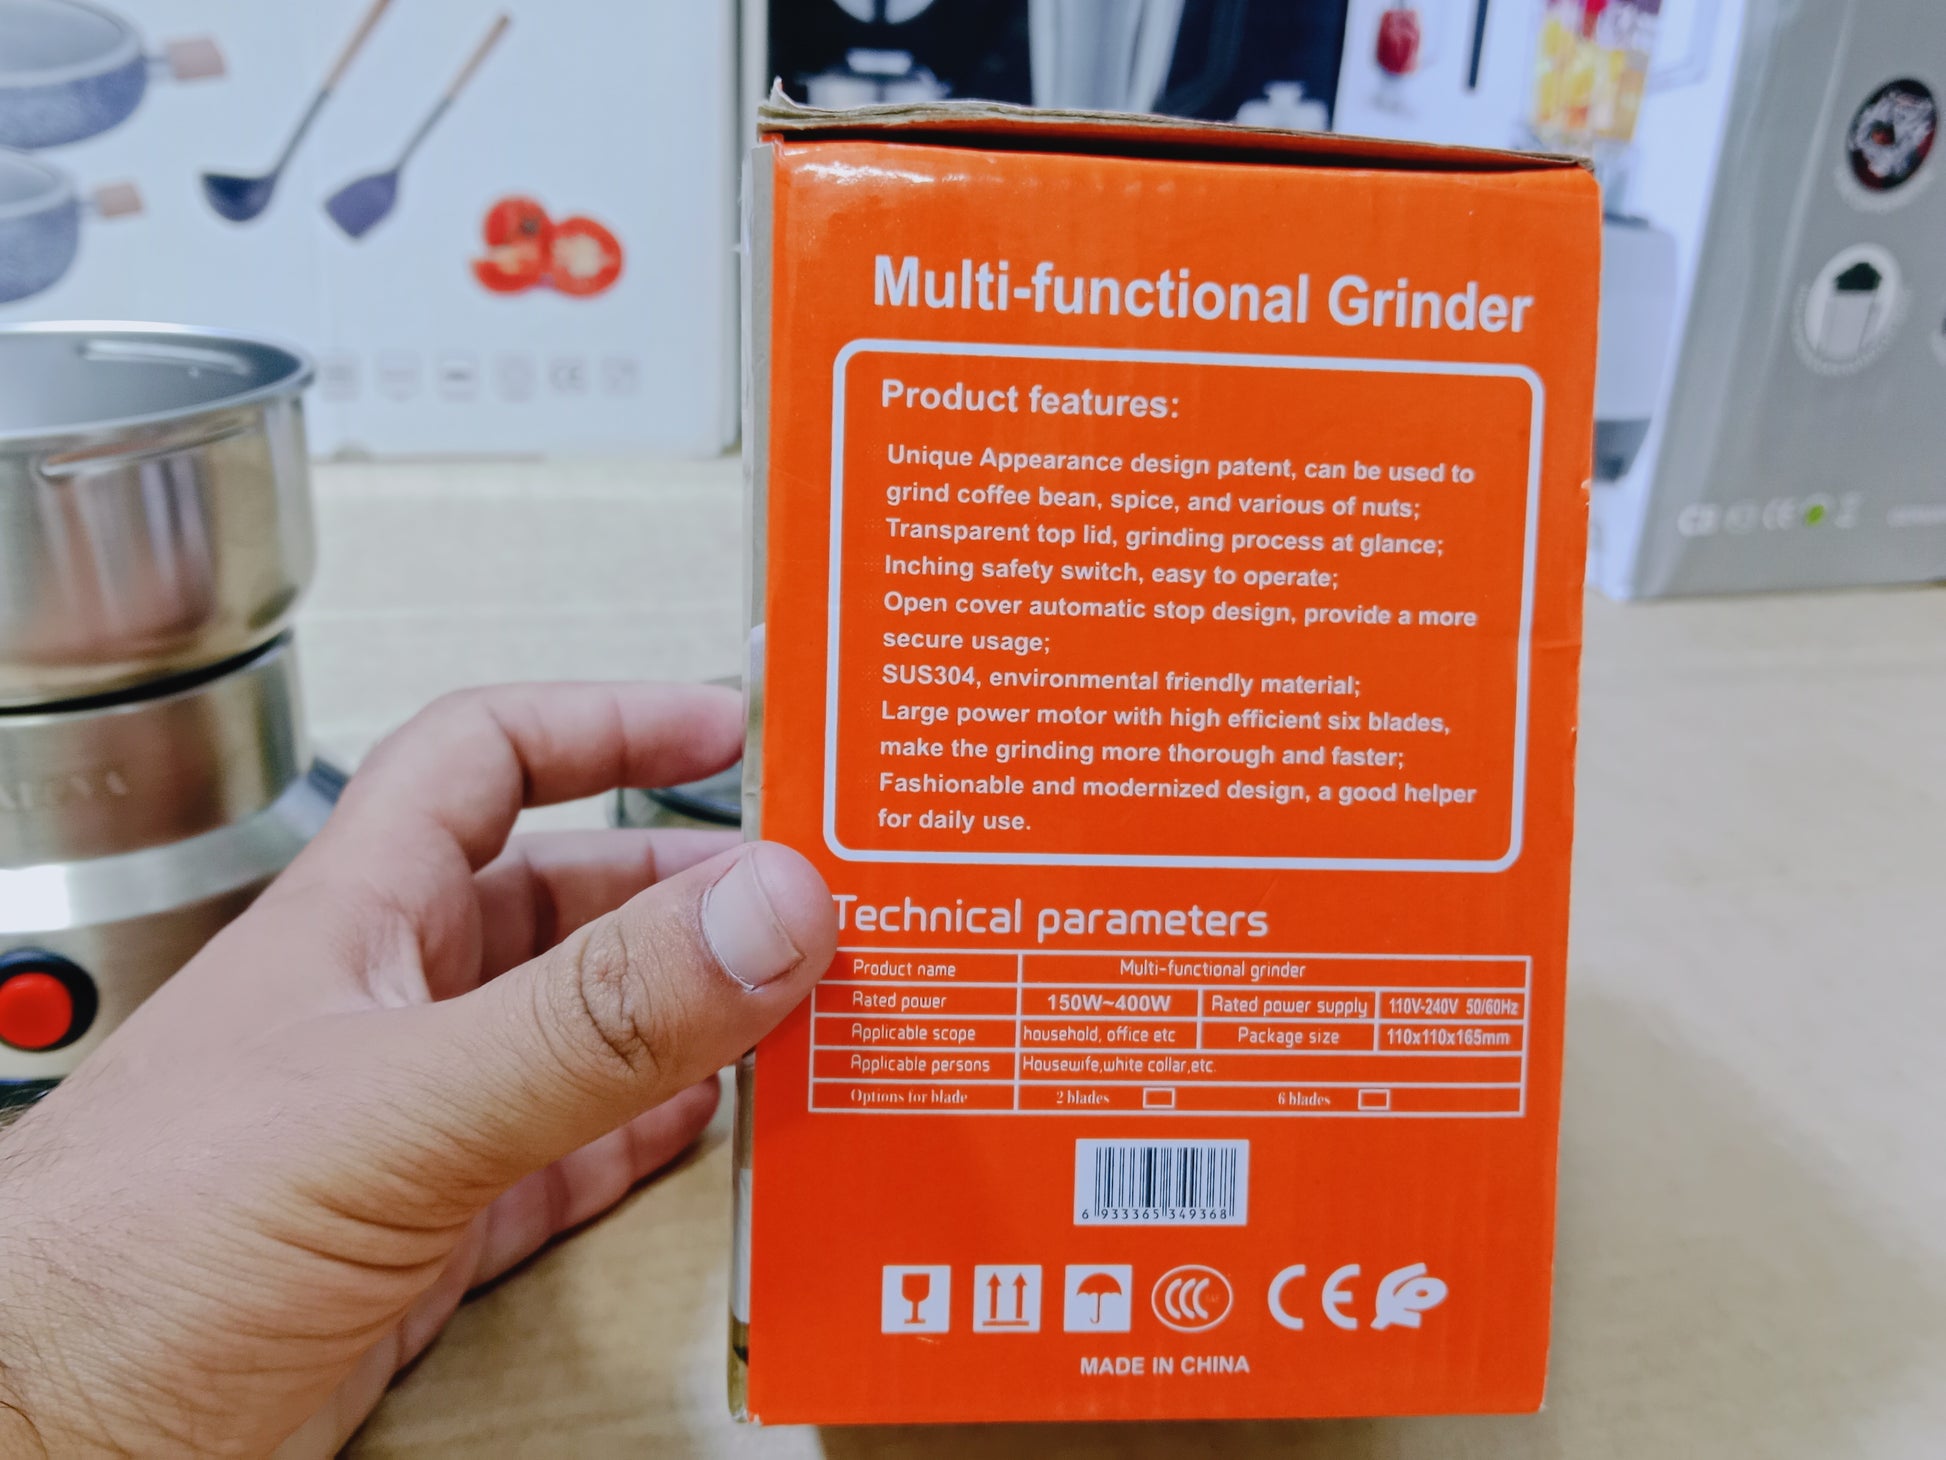 Multi-functional Grinder
Product features:
Unique Appearance design patent, can be used to
grind coffee bean, spice, and various of nuts;
Transparent top lid, grinding process at glance;
Inching safety switch, easy to operate;
Open cover automatic stop design, provide a more
secure usage;
SUS304, environmental friendly material;
Large power motor with high efficient six blades,
make the grinding more thorough and faster;
Fashionable and modernized design, a good helper
for daily use.
Technical parameters
Product name Multi-functional grinder
Rated power 150W~400W Rated power supply 110V-240V 50/60Hz
Applicable scope household, office etc Package size 110x110x165mm
Applicable persons Housewife,white collar,etc.
Options for blade 2 blades 6 blades
6 933365 349368
CCC CE
MADE IN CHINA